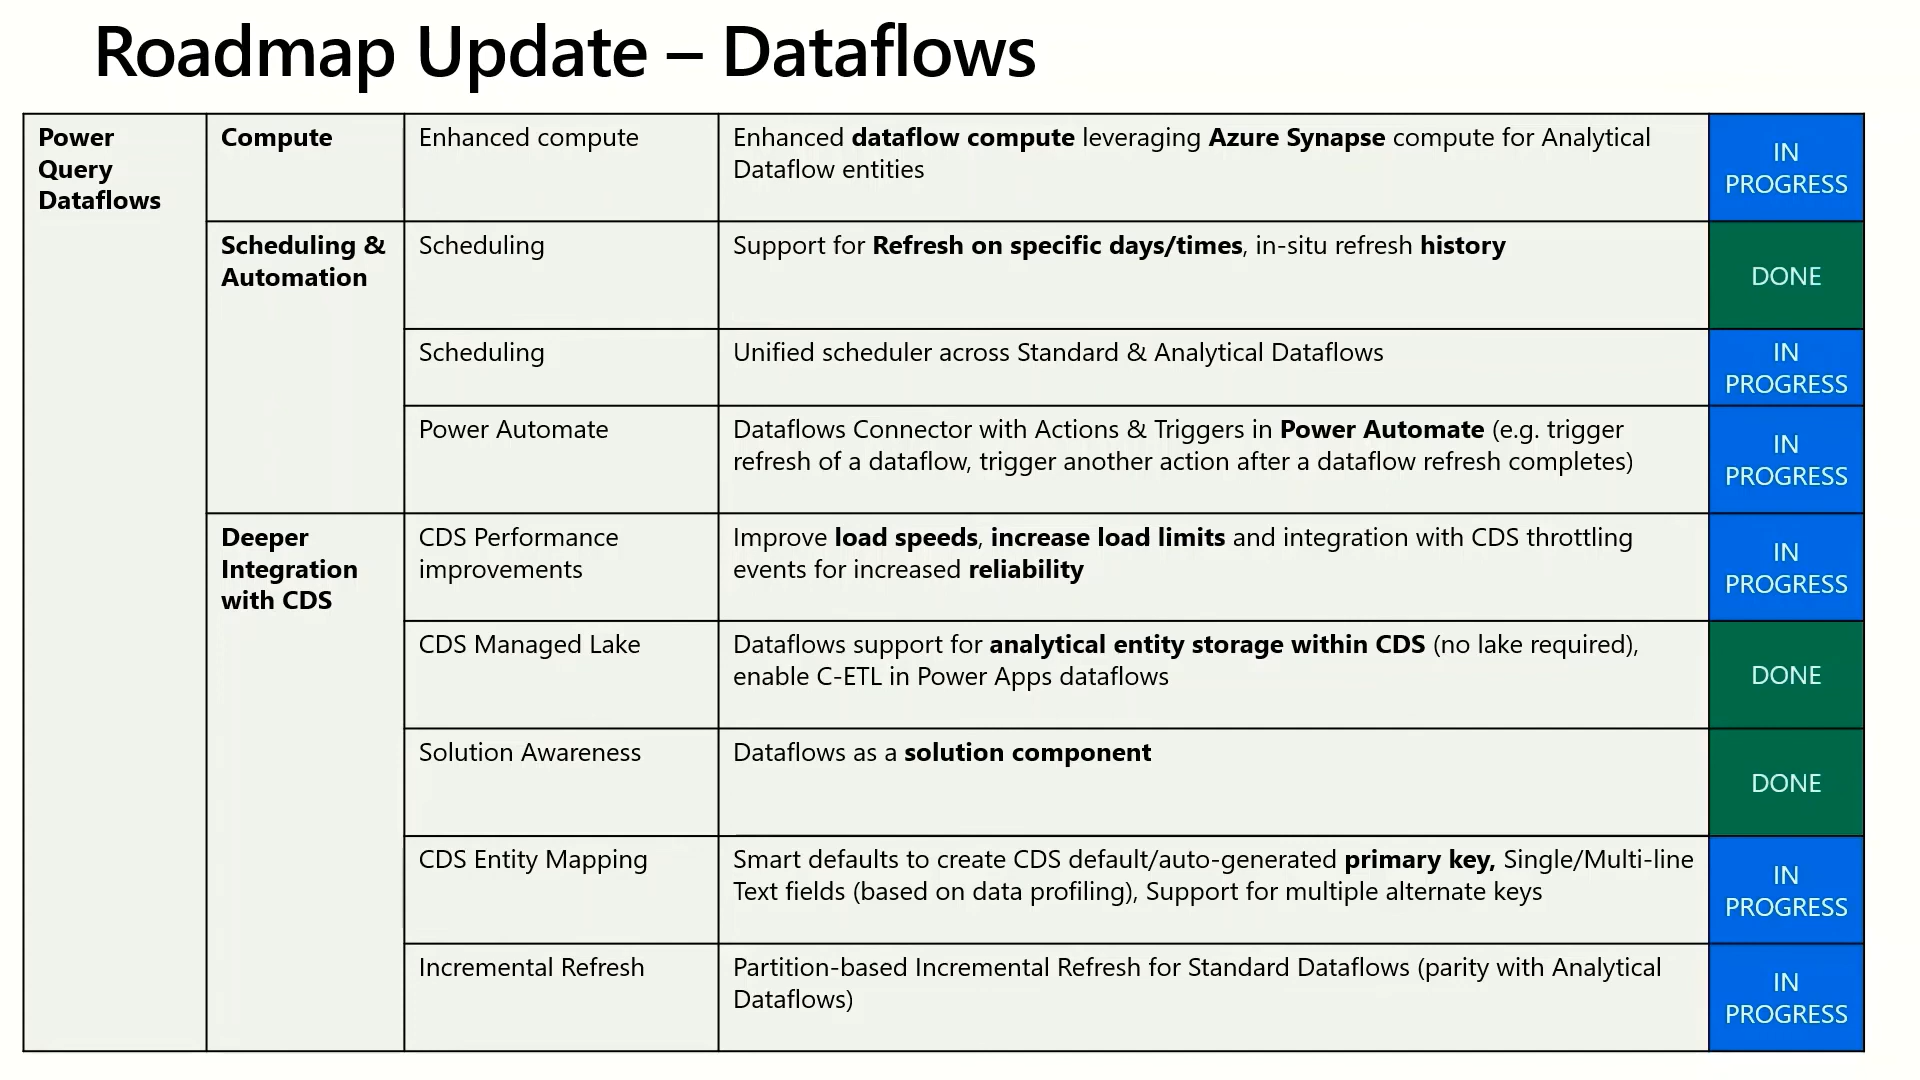 Roadmap Update – Dataflows
Power
Query
Dataflows
Compute
Enhanced compute
Enhanced dataflow compute leveraging Azure Synapse compute for Analytical
Dataflow entities
IN
PROGRESS
Scheduling &
Automation
Scheduling
Support for Refresh on specific days/times, in-situ refresh history
DONE
Scheduling
Unified scheduler across Standard & Analytical Dataflows
IN
PROGRESS
Power Automate
Dataflows Connector with Actions & Triggers in Power Automate (e.g. trigger
refresh of a dataflow, trigger another action after a dataflow refresh completes)
IN
PROGRESS
Deeper
Integration
with CDS
CDS Performance
improvements
Improve load speeds, increase load limits and integration with CDS throttling
events for increased reliability
IN
PROGRESS
CDS Managed Lake
Dataflows support for analytical entity storage within CDS (no lake required),
enable C-ETL in Power Apps dataflows
DONE
Solution Awareness
Dataflows as a solution component
DONE
CDS Entity Mapping
Smart defaults to create CDS default/auto-generated primary key, Single/Multi-line
Text fields (based on data profiling), Support for multiple alternate keys
IN
PROGRESS
Incremental Refresh
Partition-based Incremental Refresh for Standard Dataflows (parity with Analytical
Dataflows)
IN
PROGRESS